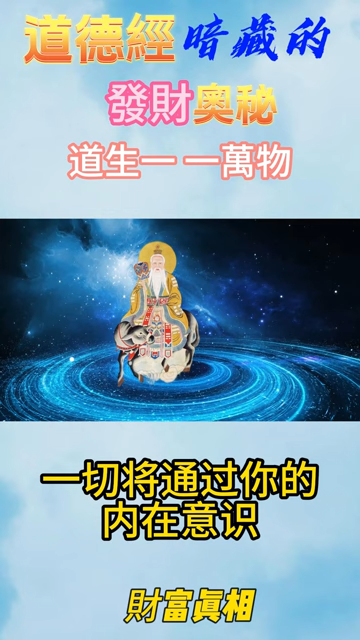 道德經暗藏的
發財奧秘
道生一 一萬物
一切将通过你的
内在意识
財富眞相